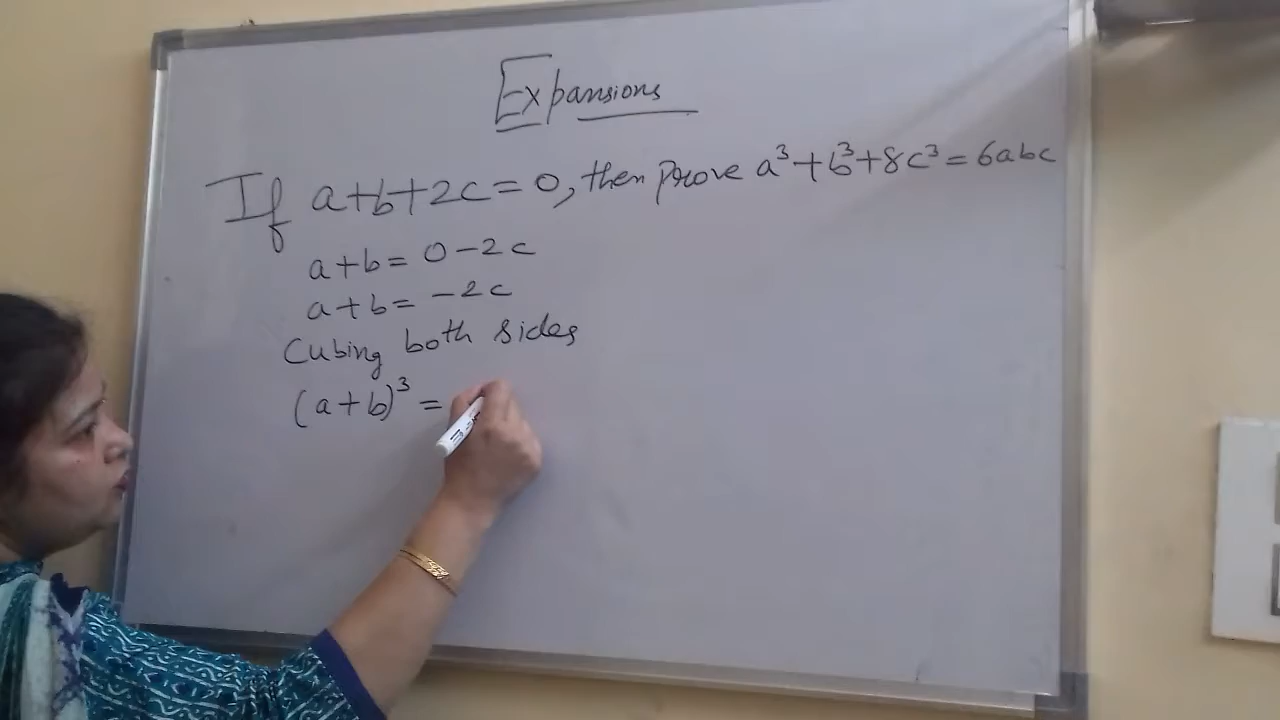 Expansions
If a+b+2c=0, then prove a³+b³+8c³=6abc
a+b=0-2c
a+b=-2c
Cubing both sides
(a+b)³=